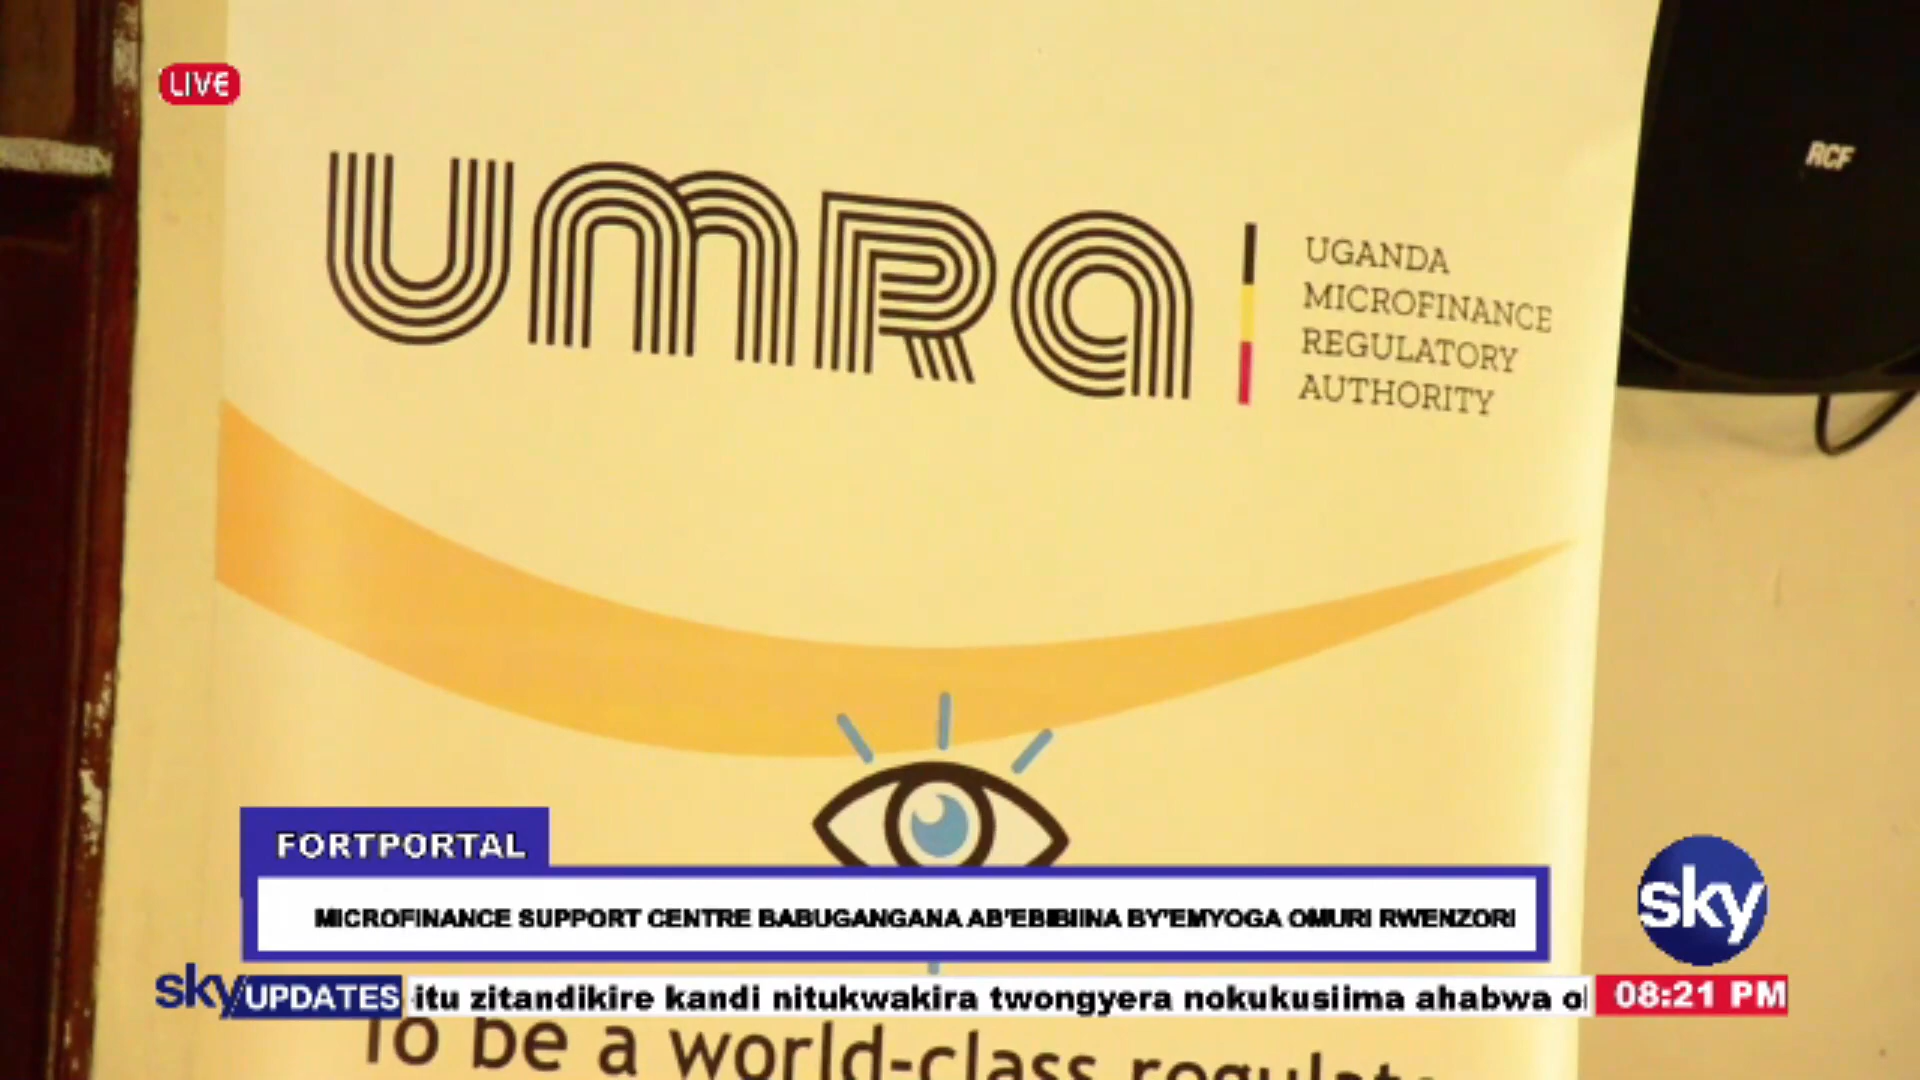 LIVE
RCF
umRa
UGANDA
MICROFINANCE
REGULATORY
AUTHORITY
FORTPORTAL
MICROFINANCE SUPPORT CENTRE BABUGANGANA AB'EBIBIINA BY'EMYOGA OMURI RWENZORI
sky
sky UPDATES itu zitandikire kandi nitukwakira twongyera nokukusiima ahabwa 08:21 PM
To be a world-class